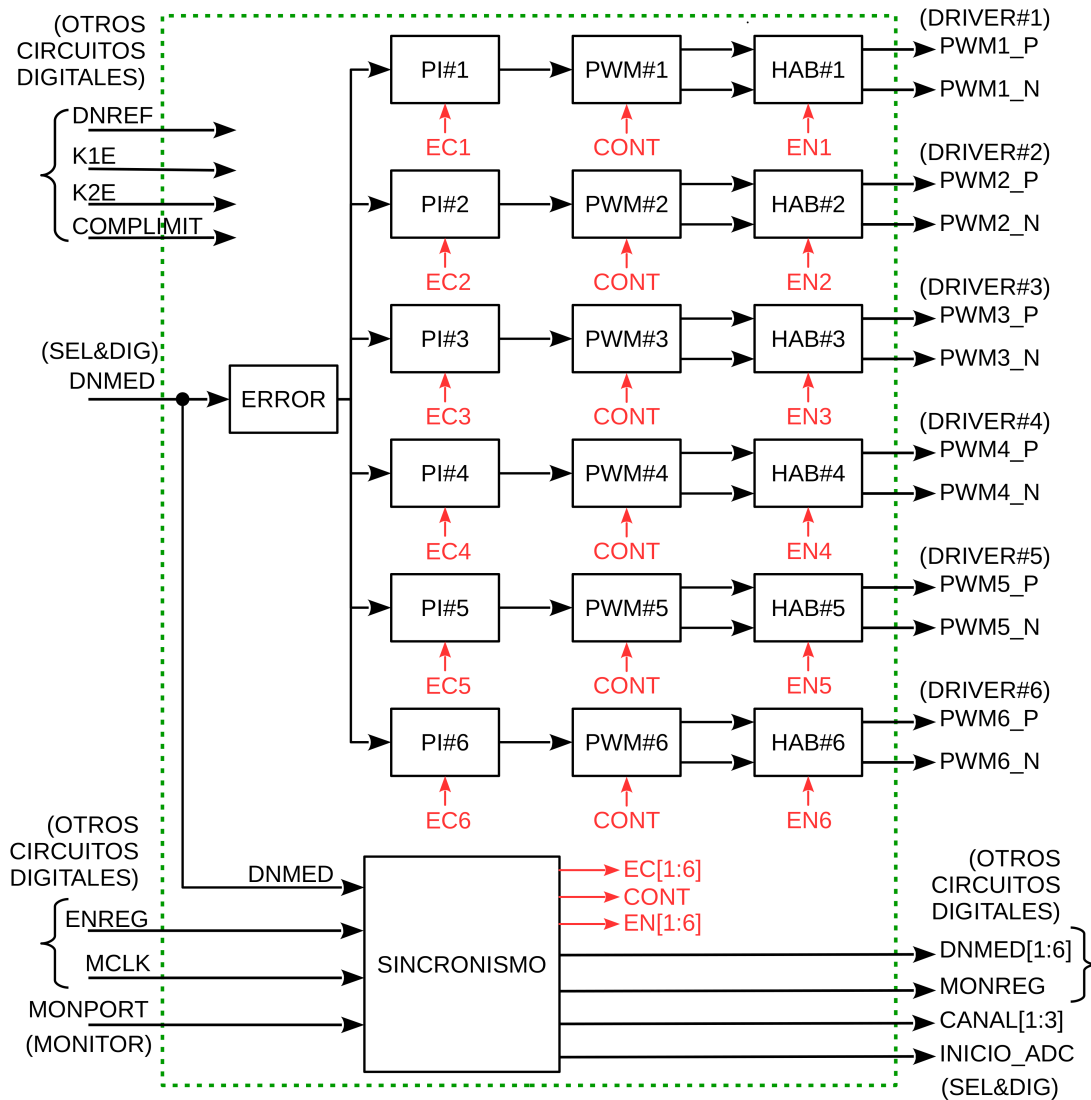 (OTROS
CIRCUITOS
DIGITALES)
DNREF
K1E
K2E
COMPLIMIT
(SEL&DIG)
DNMED
ERROR
PI#1
PWM#1
HAB#1
EC1
CONT
EN1
(DRIVER#1)
PWM1_P
PWM1_N
PI#2
PWM#2
HAB#2
EC2
CONT
EN2
(DRIVER#2)
PWM2_P
PWM2_N
PI#3
PWM#3
HAB#3
EC3
CONT
EN3
(DRIVER#3)
PWM3_P
PWM3_N
PI#4
PWM#4
HAB#4
EC4
CONT
EN4
(DRIVER#4)
PWM4_P
PWM4_N
PI#5
PWM#5
HAB#5
EC5
CONT
EN5
(DRIVER#5)
PWM5_P
PWM5_N
PI#6
PWM#6
HAB#6
EC6
CONT
EN6
(DRIVER#6)
PWM6_P
PWM6_N
(OTROS
CIRCUITOS
DIGITALES)
DNMED
ENREG
MCLK
MONPORT
(MONITOR)
SINCRONISMO
EC[1:6]
CONT
EN[1:6]
(OTROS
CIRCUITOS
DIGITALES)
DNMED[1:6]
MONREG
CANAL[1:3]
INICIO_ADC
(SEL&DIG)